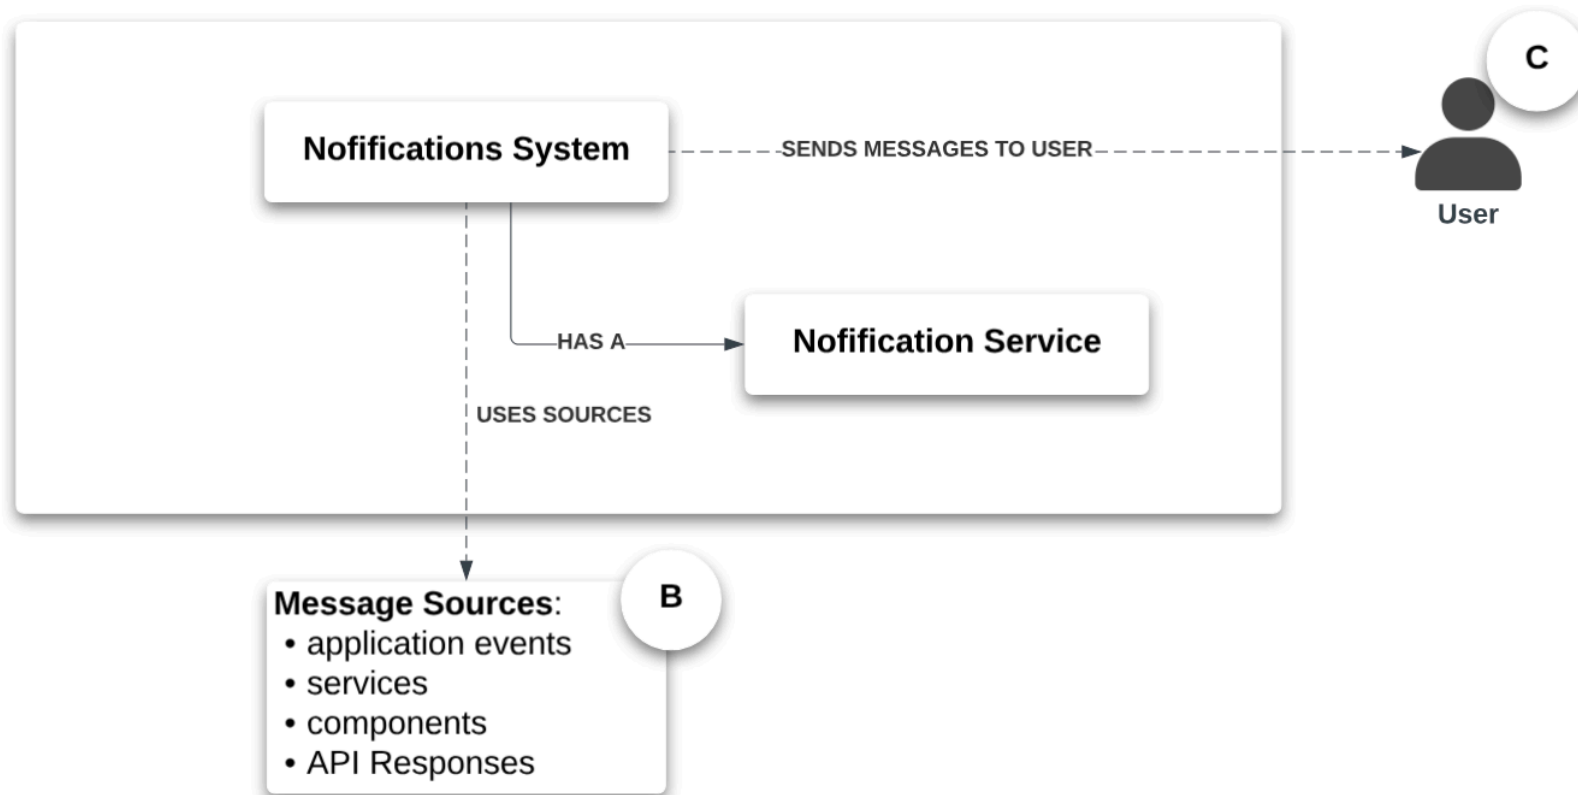 C
Nofifications System
SENDS MESSAGES TO USER
User
HAS A
Nofification Service
USES SOURCES
B
Message Sources:
• application events
• services
• components
• API Responses